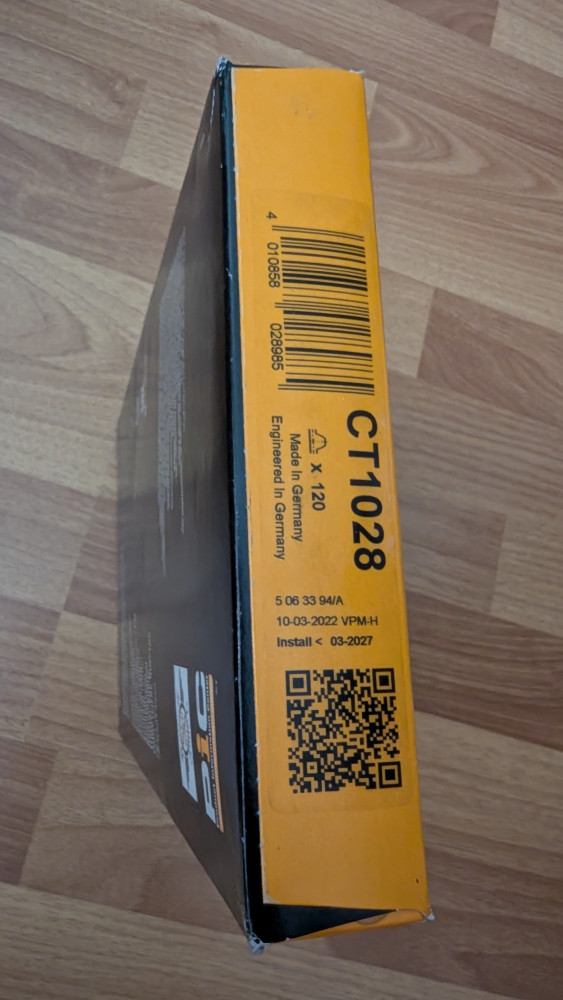 4 010858 028985
CT1028
x 120
Made In Germany
Engineered In Germany
5 06 33 94/A
10-03-2022 VPM-H
Install < 03-2027